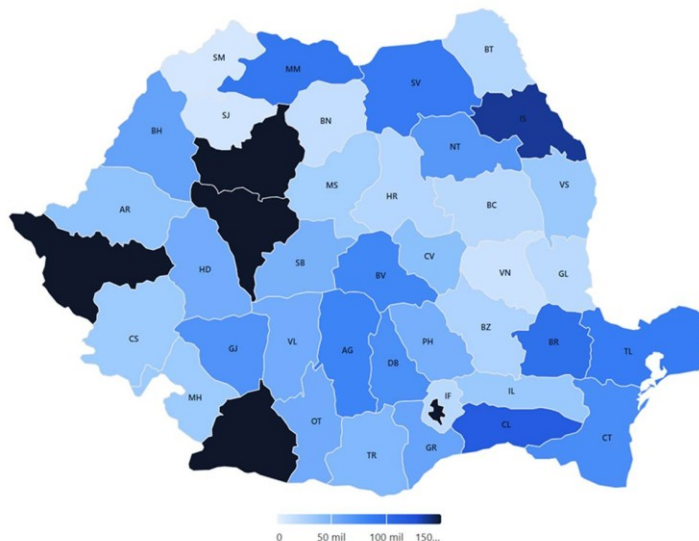 SM
MM
SV
BT
SJ
BN
IS
BH
NT
MS
HR
BC
VS
AR
HD
SB
CV
BV
VN
GL
CS
GJ
VL
AG
DB
PH
BZ
BR
TL
MH
IF
IL
OT
TR
GR
CL
CT
0 50 mil 100 mil 150...